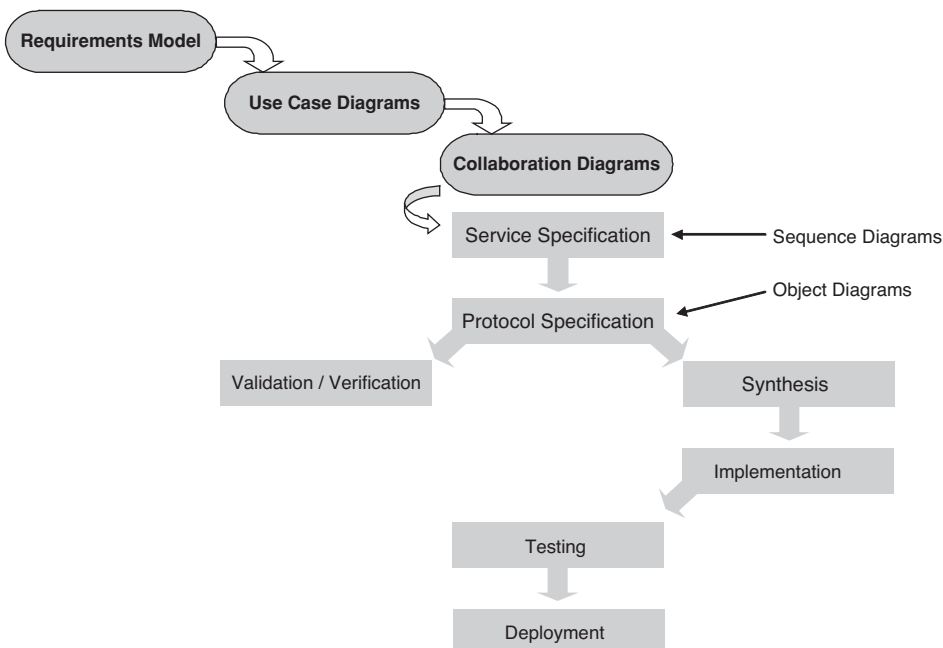 Requirements Model
Use Case Diagrams
Collaboration Diagrams
Service Specification
Sequence Diagrams
Object Diagrams
Protocol Specification
Validation / Verification
Synthesis
Implementation
Testing
Deployment